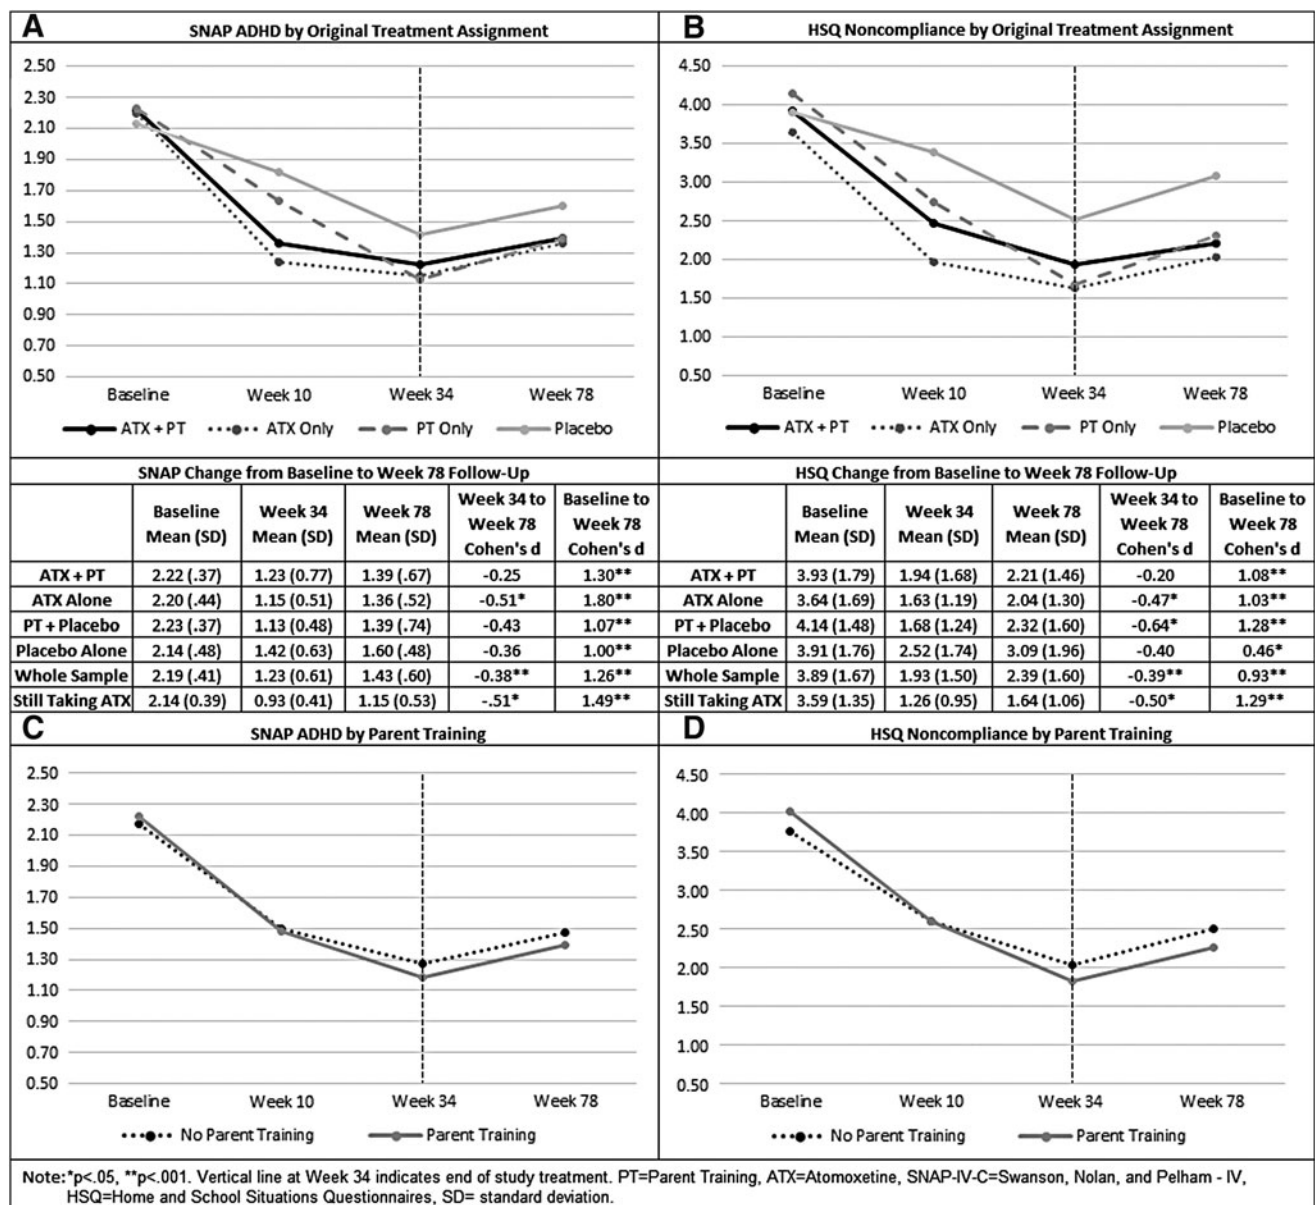 A SNAP ADHD by Original Treatment Assignment
2.50
2.30
2.10
1.90
1.70
1.50
1.30
1.10
0.90
0.70
0.50
Baseline Week 10 Week 34 Week 78
ATX + PT ATX Only PT Only Placebo
B HSQ Noncompliance by Original Treatment Assignment
4.50
4.00
3.50
3.00
2.50
2.00
1.50
1.00
0.50
Baseline Week 10 Week 34 Week 78
ATX + PT ATX Only PT Only Placebo
SNAP Change from Baseline to Week 78 Follow-Up
Baseline Mean (SD) Week 34 Mean (SD) Week 78 Mean (SD) Week 34 to Week 78 Cohen's d Baseline to Week 78 Cohen's d
ATX + PT 2.22 (.37) 1.23 (0.77) 1.39 (.67) -0.25 1.30**
ATX Alone 2.20 (.44) 1.15 (0.51) 1.36 (.52) -0.51* 1.80**
PT + Placebo 2.23 (.37) 1.13 (0.48) 1.39 (.74) -0.43 1.07**
Placebo Alone 2.14 (.48) 1.42 (0.63) 1.60 (.48) -0.36 1.00**
Whole Sample 2.19 (.41) 1.23 (0.61) 1.43 (.60) -0.38** 1.26**
Still Taking ATX 2.14 (0.39) 0.93 (0.41) 1.15 (0.53) -.51* 1.49**
HSQ Change from Baseline to Week 78 Follow-Up
Baseline Mean (SD) Week 34 Mean (SD) Week 78 Mean (SD) Week 34 to Week 78 Cohen's d Baseline to Week 78 Cohen's d
ATX + PT 3.93 (1.79) 1.94 (1.68) 2.21 (1.46) -0.20 1.08**
ATX Alone 3.64 (1.69) 1.63 (1.19) 2.04 (1.30) -0.47* 1.03**
PT + Placebo 4.14 (1.48) 1.68 (1.24) 2.32 (1.60) -0.64* 1.28**
Placebo Alone 3.91 (1.76) 2.52 (1.74) 3.09 (1.96) -0.40 0.46*
Whole Sample 3.89 (1.67) 1.93 (1.50) 2.39 (1.60) -0.39** 0.93**
Still Taking ATX 3.59 (1.35) 1.26 (0.95) 1.64 (1.06) -0.50* 1.29**
C SNAP ADHD by Parent Training
2.50
2.30
2.10
1.90
1.70
1.50
1.30
1.10
0.90
0.70
0.50
Baseline Week 10 Week 34 Week 78
No Parent Training Parent Training
D HSQ Noncompliance by Parent Training
4.50
4.00
3.50
3.00
2.50
2.00
1.50
1.00
0.50
Baseline Week 10 Week 34 Week 78
No Parent Training Parent Training
Note:*p<.05, **p<.001. Vertical line at Week 34 indicates end of study treatment. PT=Parent Training, ATX=Atomoxetine, SNAP-IV-C=Swanson, Nolan, and Pelham - IV,
HSQ=Home and School Situations Questionnaires, SD= standard deviation.